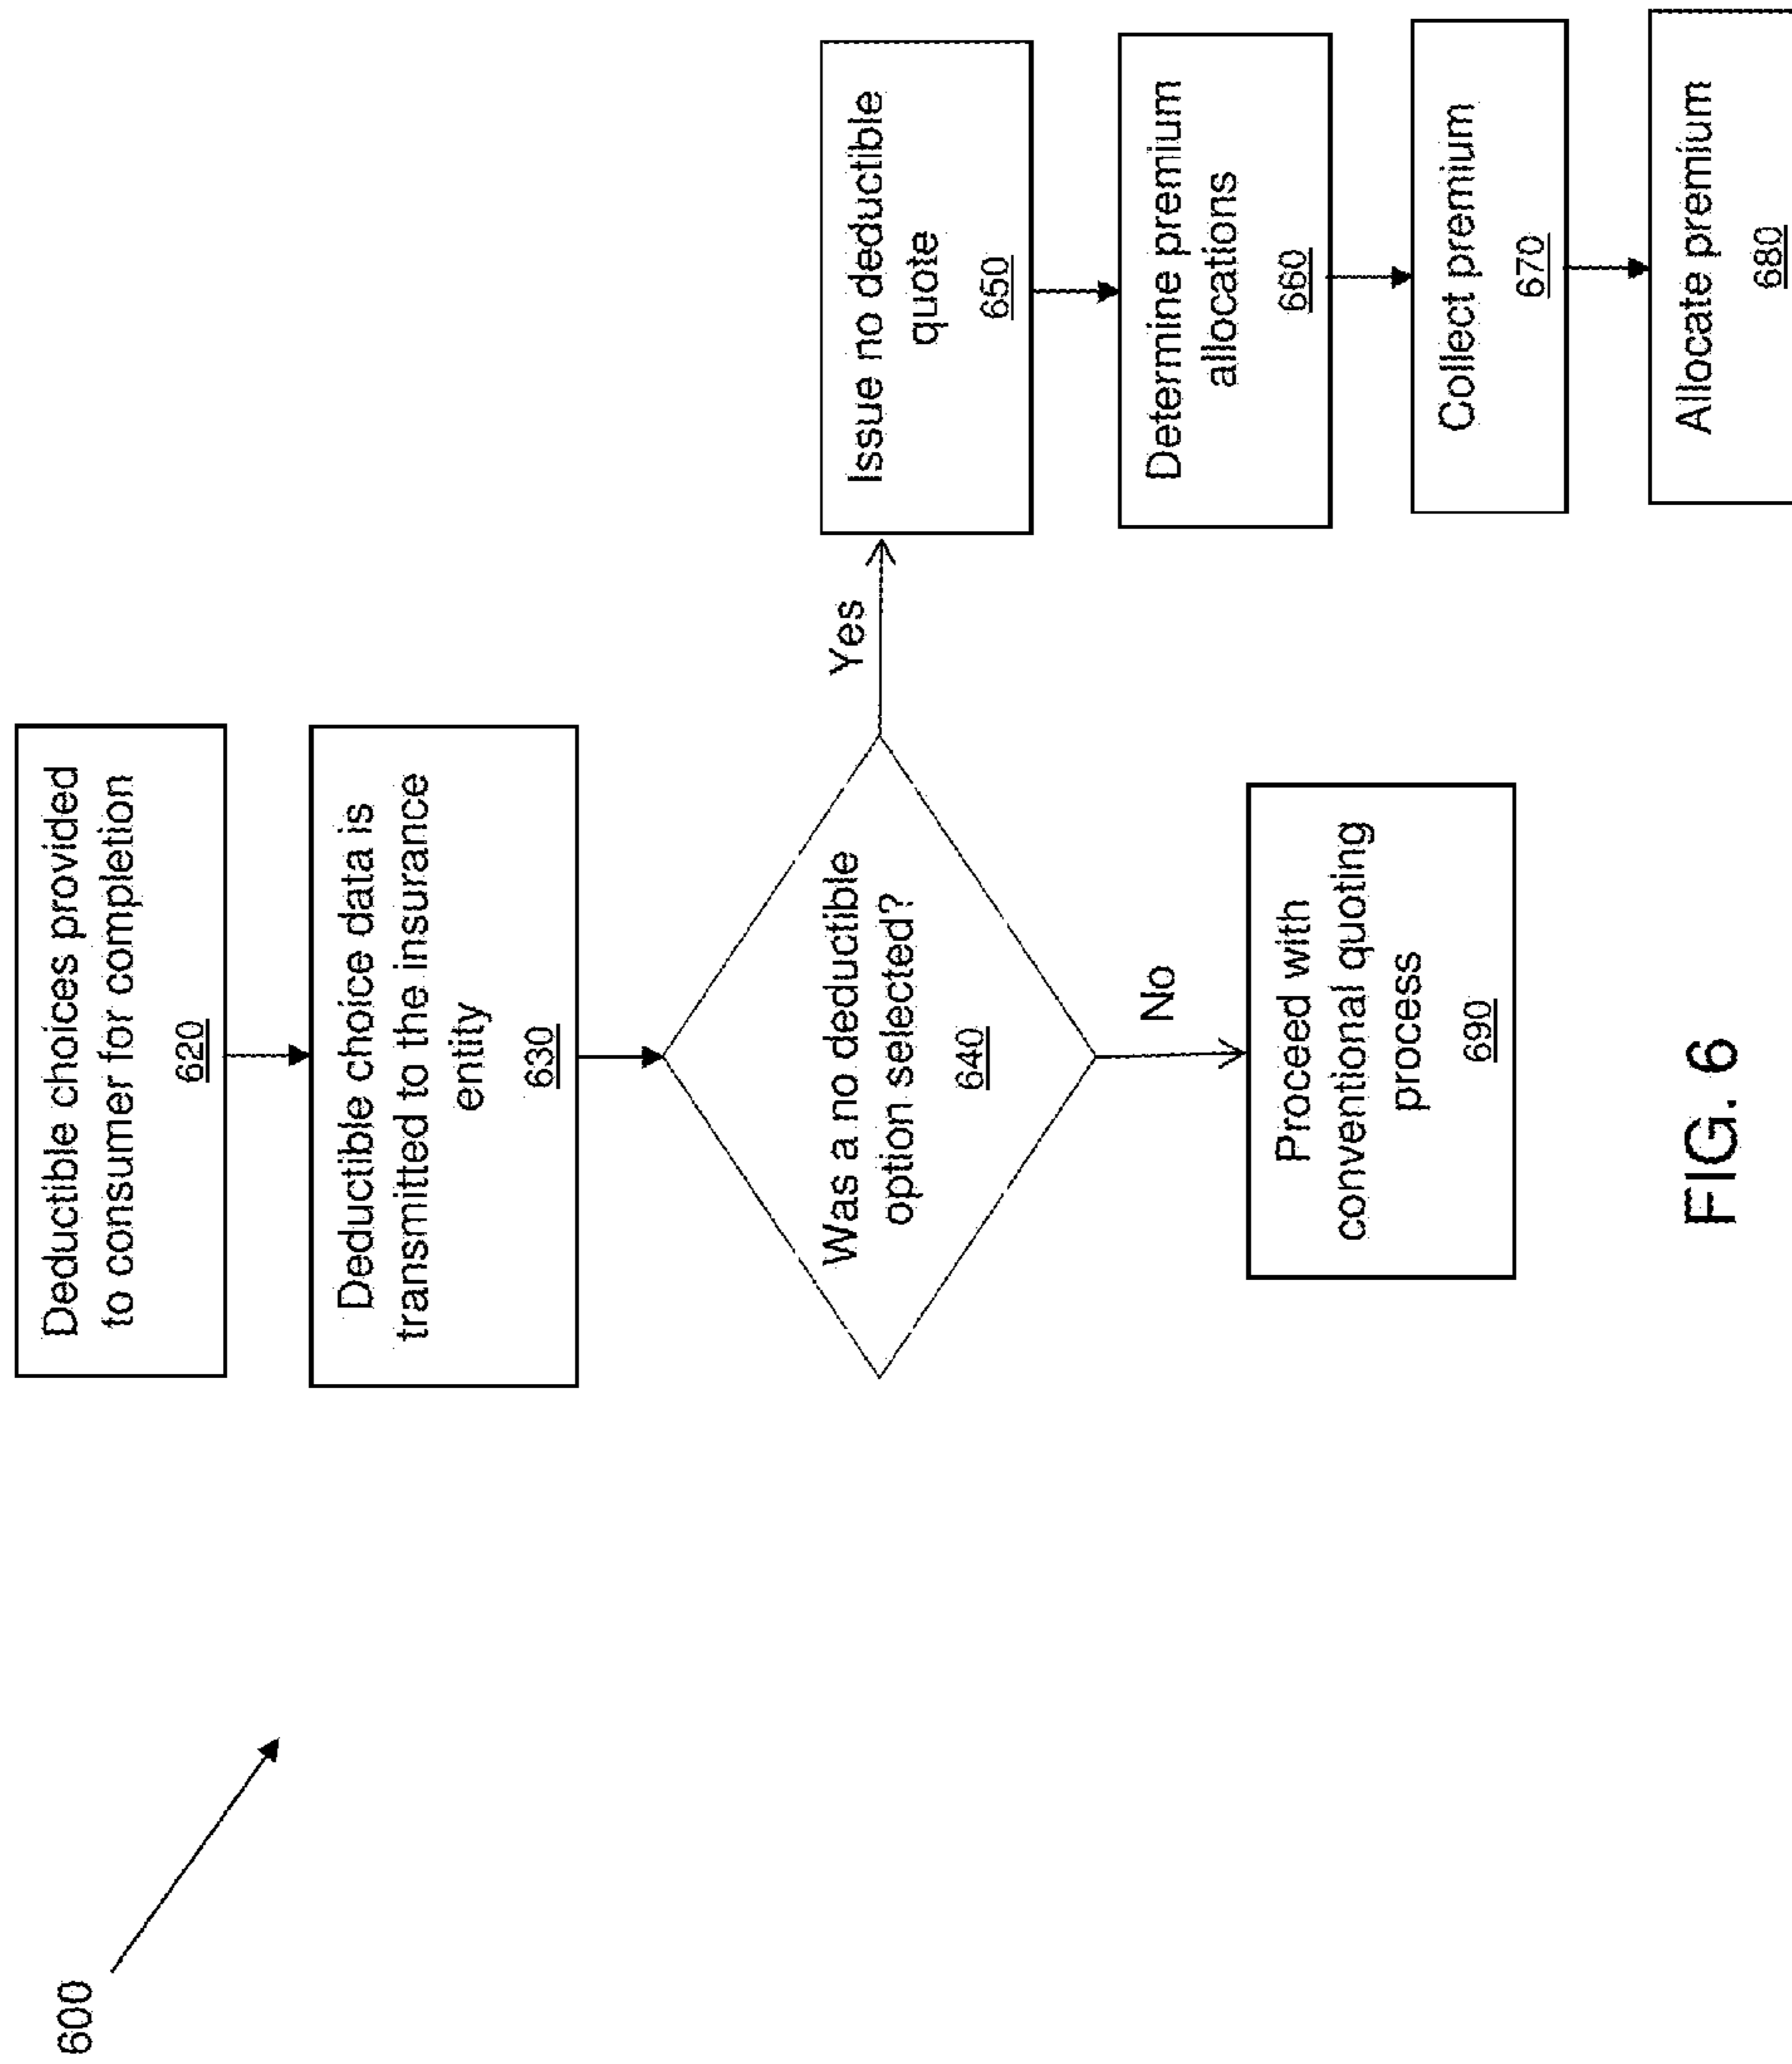 600
Deductible choices provided
to consumer for completion
620
Deductible choice data is
transmitted to the insurance
entity
630
Was a no deductible
option selected?
640
Yes
No
Issue no deductible
quote
650
Determine premium
allocations
660
Collect premium
670
Allocate premium
680
Proceed with
conventional quoting
process
690
FIG. 6